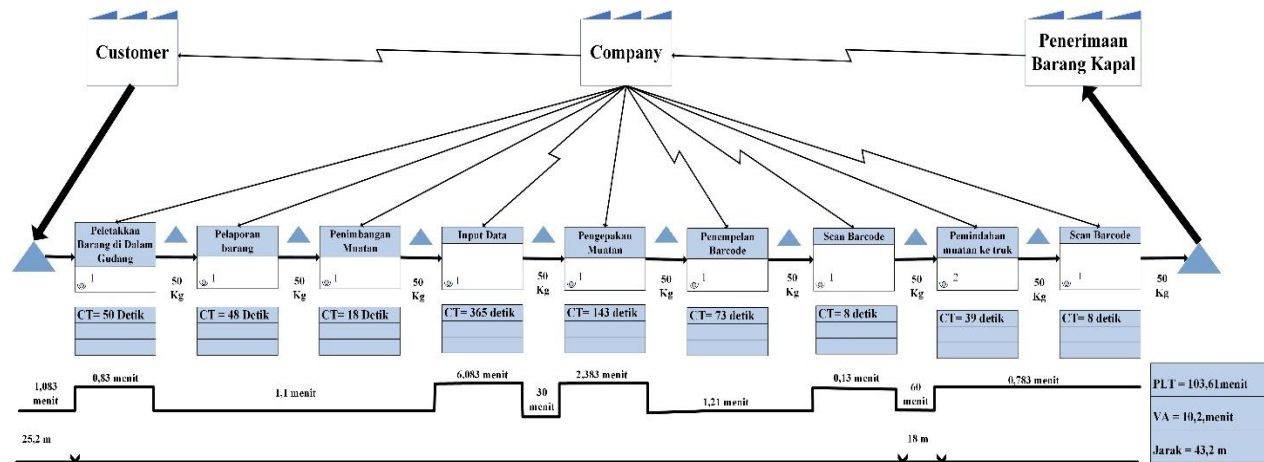 Customer
Company
Penerimaan
Barang Kapal
Peletakkan
Barang di Dalam
Gudang
1
CT= 50 Detik
50
Kg
Pelaporan
barang
1
CT = 48 Detik
50
Kg
Penimbangan
Muatan
1
CT= 18 Detik
50
Kg
Input Data
1
CT= 365 detik
50
Kg
Pengepakan
Muatan
1
CT= 143 detik
50
Kg
Penempelan
Barcode
1
CT= 73 detik
50
Kg
Scan Barcode
1
CT= 8 detik
50
Kg
Pemindahan
muatan ke truk
2
CT= 39 detik
50
Kg
Scan Barcode
1
CT= 8 detik
50
Kg
1,083
menit
0,83 menit
1,1 menit
6,083 menit
30
menit
2,383 menit
1,21 menit
0,13 menit
60
menit
0,783 menit
25,2 m
18 m
PLT = 103,61menit
VA = 10,2,menit
Jarak = 43,2 m